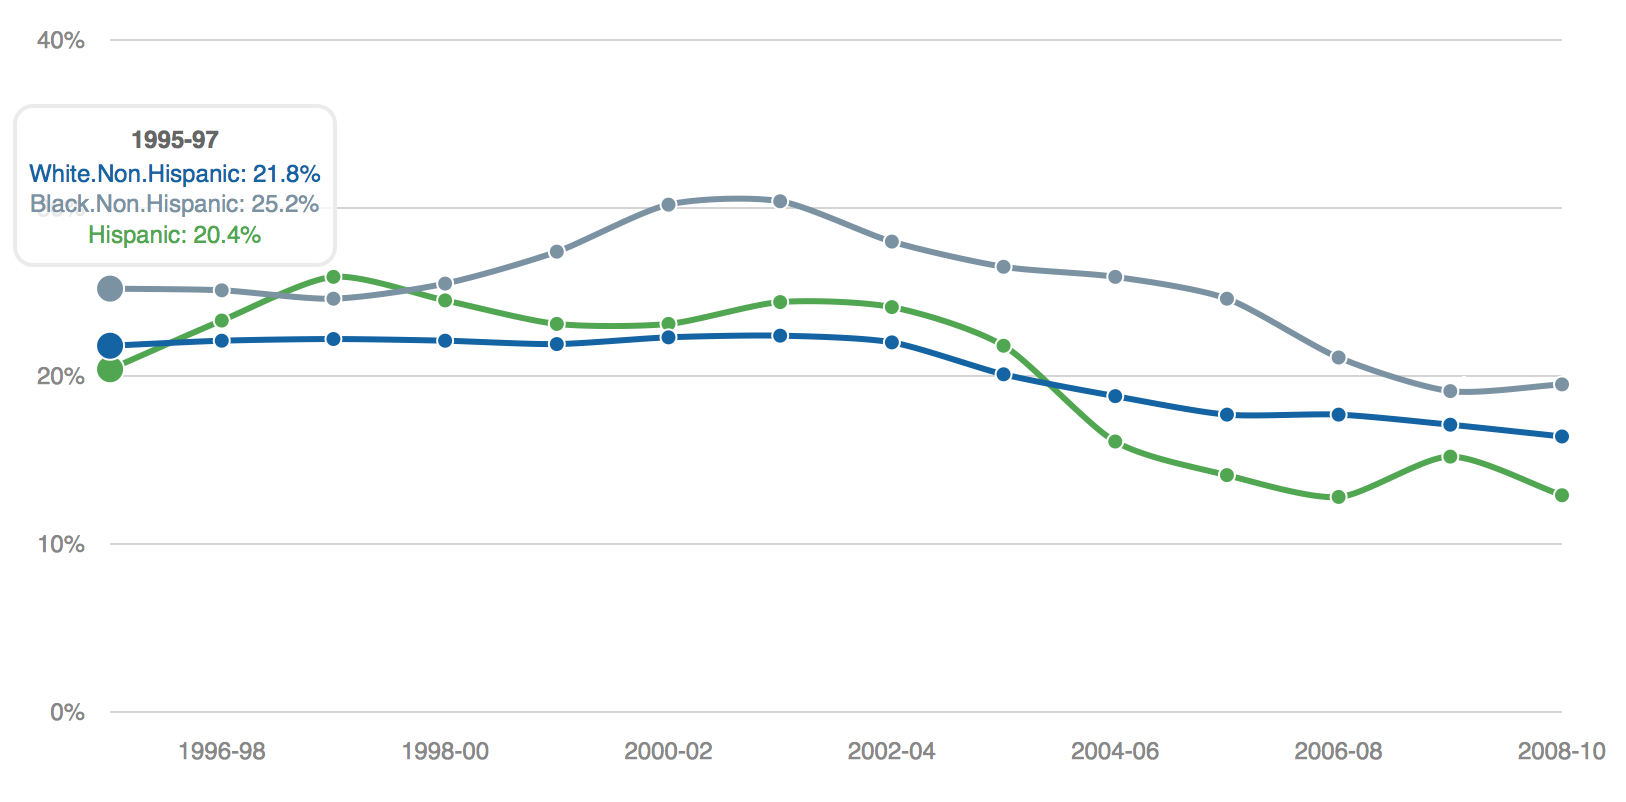 40%
1995-97
White.Non.Hispanic: 21.8%
Black.Non.Hispanic: 25.2%
Hispanic: 20.4%
20%
10%
0%
1996-98 1998-00 2000-02 2002-04 2004-06 2006-08 2008-10